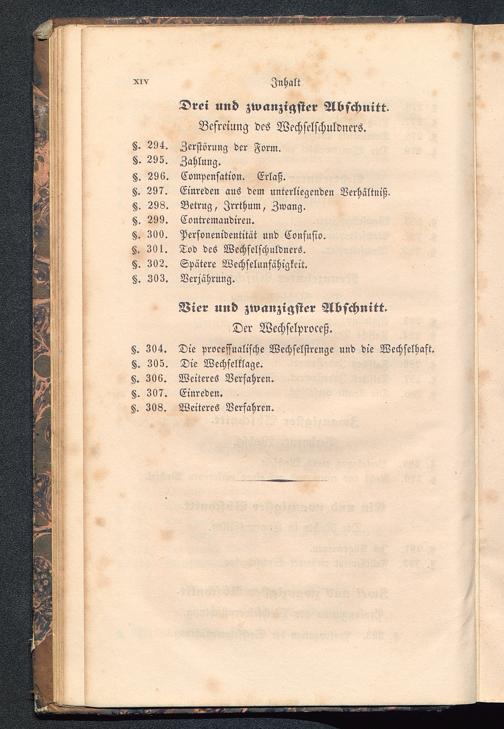 XIV Inhalt
Drei und zwanzigster Abschnitt.
Befreiung des Wechselschuldners.
§. 294. Zerstörung der Form.
§. 295. Zahlung.
§. 296. Compensation. Erlaß.
§. 297. Einreden aus dem unterliegenden Verhältniß.
§. 298. Betrug, Irrthum, Zwang.
§. 299. Contremandiren.
§. 300. Personenidentität und Confusio.
§. 301. Tod des Wechselschuldners.
§. 302. Spätere Wechselunfähigkeit.
§. 303. Verjährung.
Vier und zwanzigster Abschnitt.
Der Wechselproceß.
§. 304. Die processualische Wechselstrenge und die Wechselhaft.
§. 305. Die Wechselklage.
§. 306. Weiteres Verfahren.
§. 307. Einreden.
§. 308. Weiteres Verfahren.